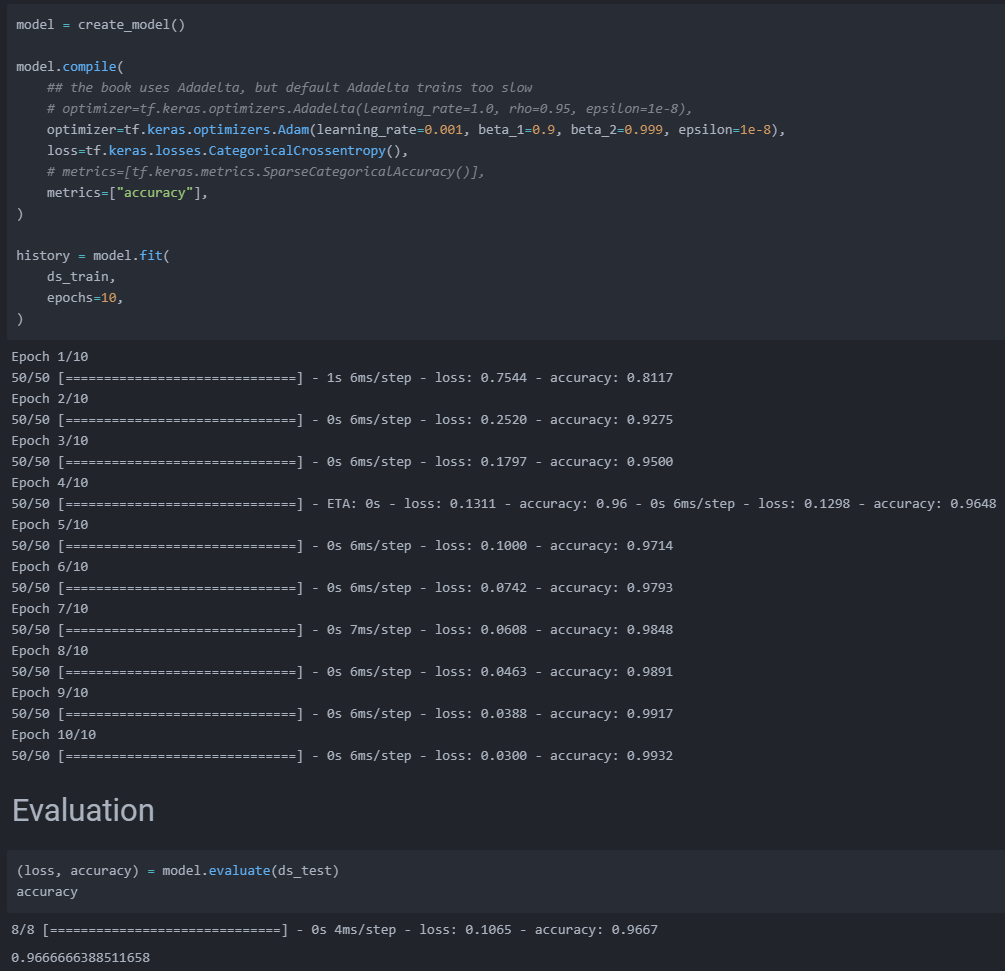 model = create_model()
model.compile(
## the book uses Adadelta, but default Adadelta trains too slow
# optimizer=tf.keras.optimizers.Adadelta(learning_rate=1.0, rho=0.95, epsilon=1e-8),
optimizer=tf.keras.optimizers.Adam(learning_rate=0.001, beta_1=0.9, beta_2=0.999, epsilon=1e-8),
loss=tf.keras.losses.CategoricalCrossentropy(),
# metrics=[tf.keras.metrics.SparseCategoricalAccuracy()],
metrics=["accuracy"],
)
history = model.fit(
ds_train,
epochs=10,
)
Epoch 1/10
50/50 [==============================] - 1s 6ms/step - loss: 0.7544 - accuracy: 0.8117
Epoch 2/10
50/50 [==============================] - 0s 6ms/step - loss: 0.2520 - accuracy: 0.9275
Epoch 3/10
50/50 [==============================] - 0s 6ms/step - loss: 0.1797 - accuracy: 0.9500
Epoch 4/10
50/50 [==============================] - ETA: 0s - loss: 0.1311 - accuracy: 0.96 - 0s 6ms/step - loss: 0.1298 - accuracy: 0.9648
Epoch 5/10
50/50 [==============================] - 0s 6ms/step - loss: 0.1000 - accuracy: 0.9714
Epoch 6/10
50/50 [==============================] - 0s 6ms/step - loss: 0.0742 - accuracy: 0.9793
Epoch 7/10
50/50 [==============================] - 0s 7ms/step - loss: 0.0608 - accuracy: 0.9848
Epoch 8/10
50/50 [==============================] - 0s 6ms/step - loss: 0.0463 - accuracy: 0.9891
Epoch 9/10
50/50 [==============================] - 0s 6ms/step - loss: 0.0388 - accuracy: 0.9917
Epoch 10/10
50/50 [==============================] - 0s 6ms/step - loss: 0.0300 - accuracy: 0.9932
Evaluation
(loss, accuracy) = model.evaluate(ds_test)
accuracy
8/8 [==============================] - 0s 4ms/step - loss: 0.1065 - accuracy: 0.9667
0.9666666388511658